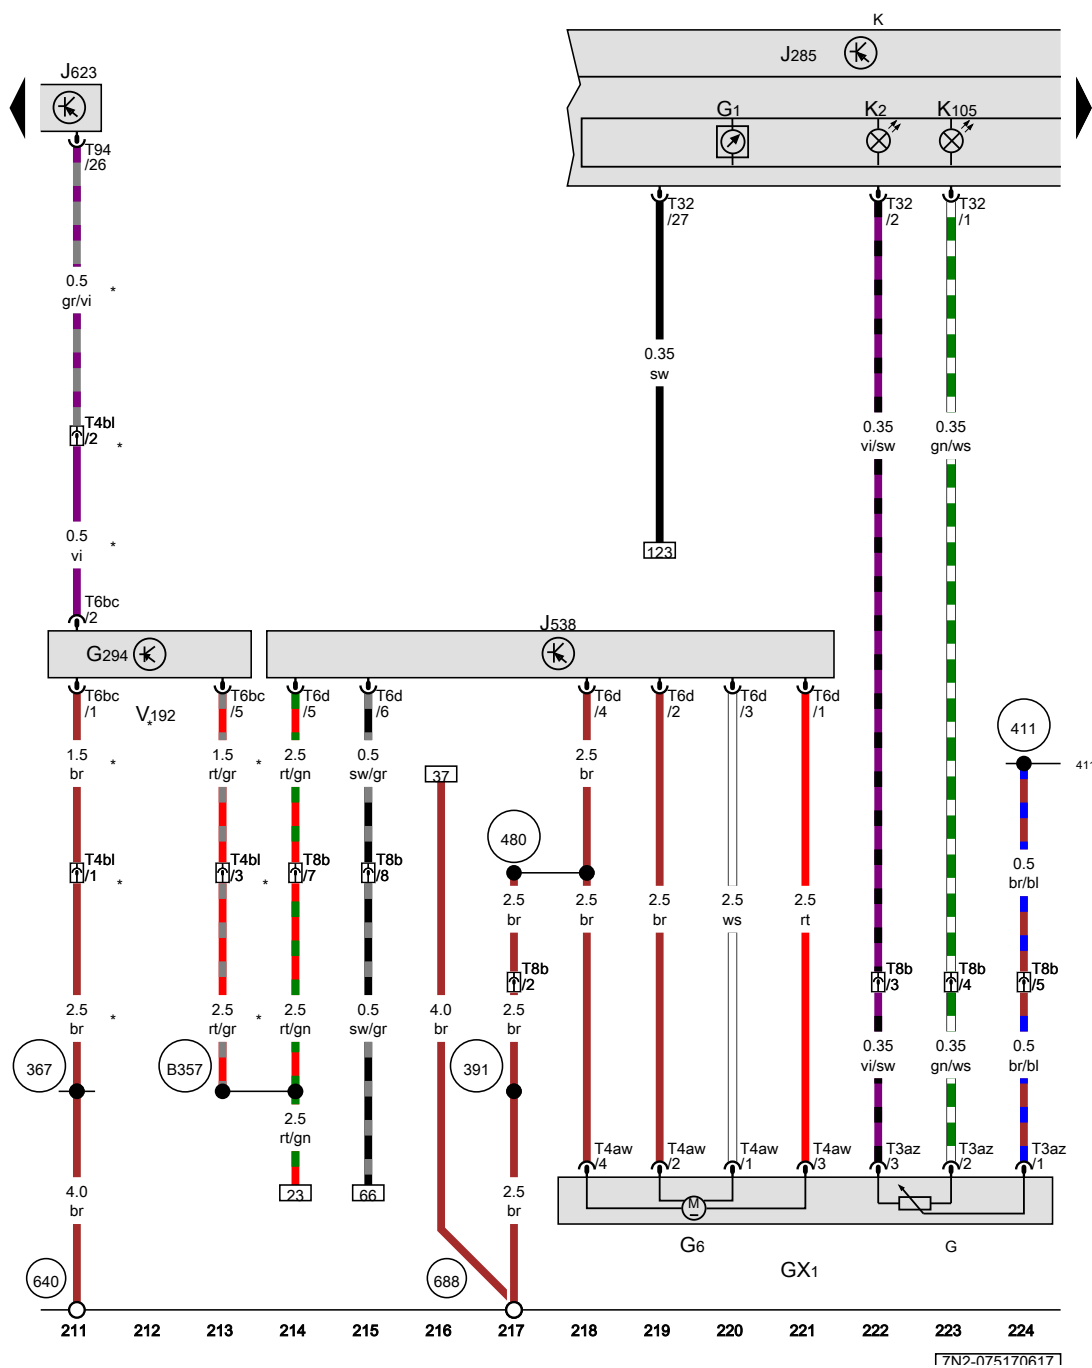 K
J285
J623
G1
K2
K105
T94
/26
T32
/27
T32
/2
T32
/1
0.5
gr/vi
*
0.35
sw
T4bl
/2
*
0.35
vi/sw
0.35
gn/ws
0.5
vi
*
123
T6bc
/2
J538
G294
T6bc
/1
V192
*
T6bc
/5
T6d
/5
T6d
/6
T6d
/4
T6d
/2
T6d
/3
T6d
/1
411
1.5
br
*
1.5
rt/gr
*
2.5
rt/gn
0.5
sw/gr
37
2.5
br
411
480
T4bl
/1
*
T4bl
/3
*
T8b
/7
T8b
/8
0.5
br/bl
2.5
br
2.5
br
2.5
br
2.5
ws
2.5
rt
T8b
/2
T8b
/3
T8b
/4
T8b
/5
2.5
br
*
2.5
rt/gr
*
2.5
rt/gn
0.5
sw/gr
4.0
br
2.5
br
0.35
vi/sw
0.35
gn/ws
0.5
br/bl
367
B357
391
2.5
rt/gn
T4aw
/4
T4aw
/2
T4aw
/1
T4aw
/3
T3az
/3
T3az
/2
T3az
/1
4.0
br
23
66
2.5
br
M
G6
G
GX1
640
688
211 212 213 214 215 216 217 218 219 220 221 222 223 224
7N2-075170617